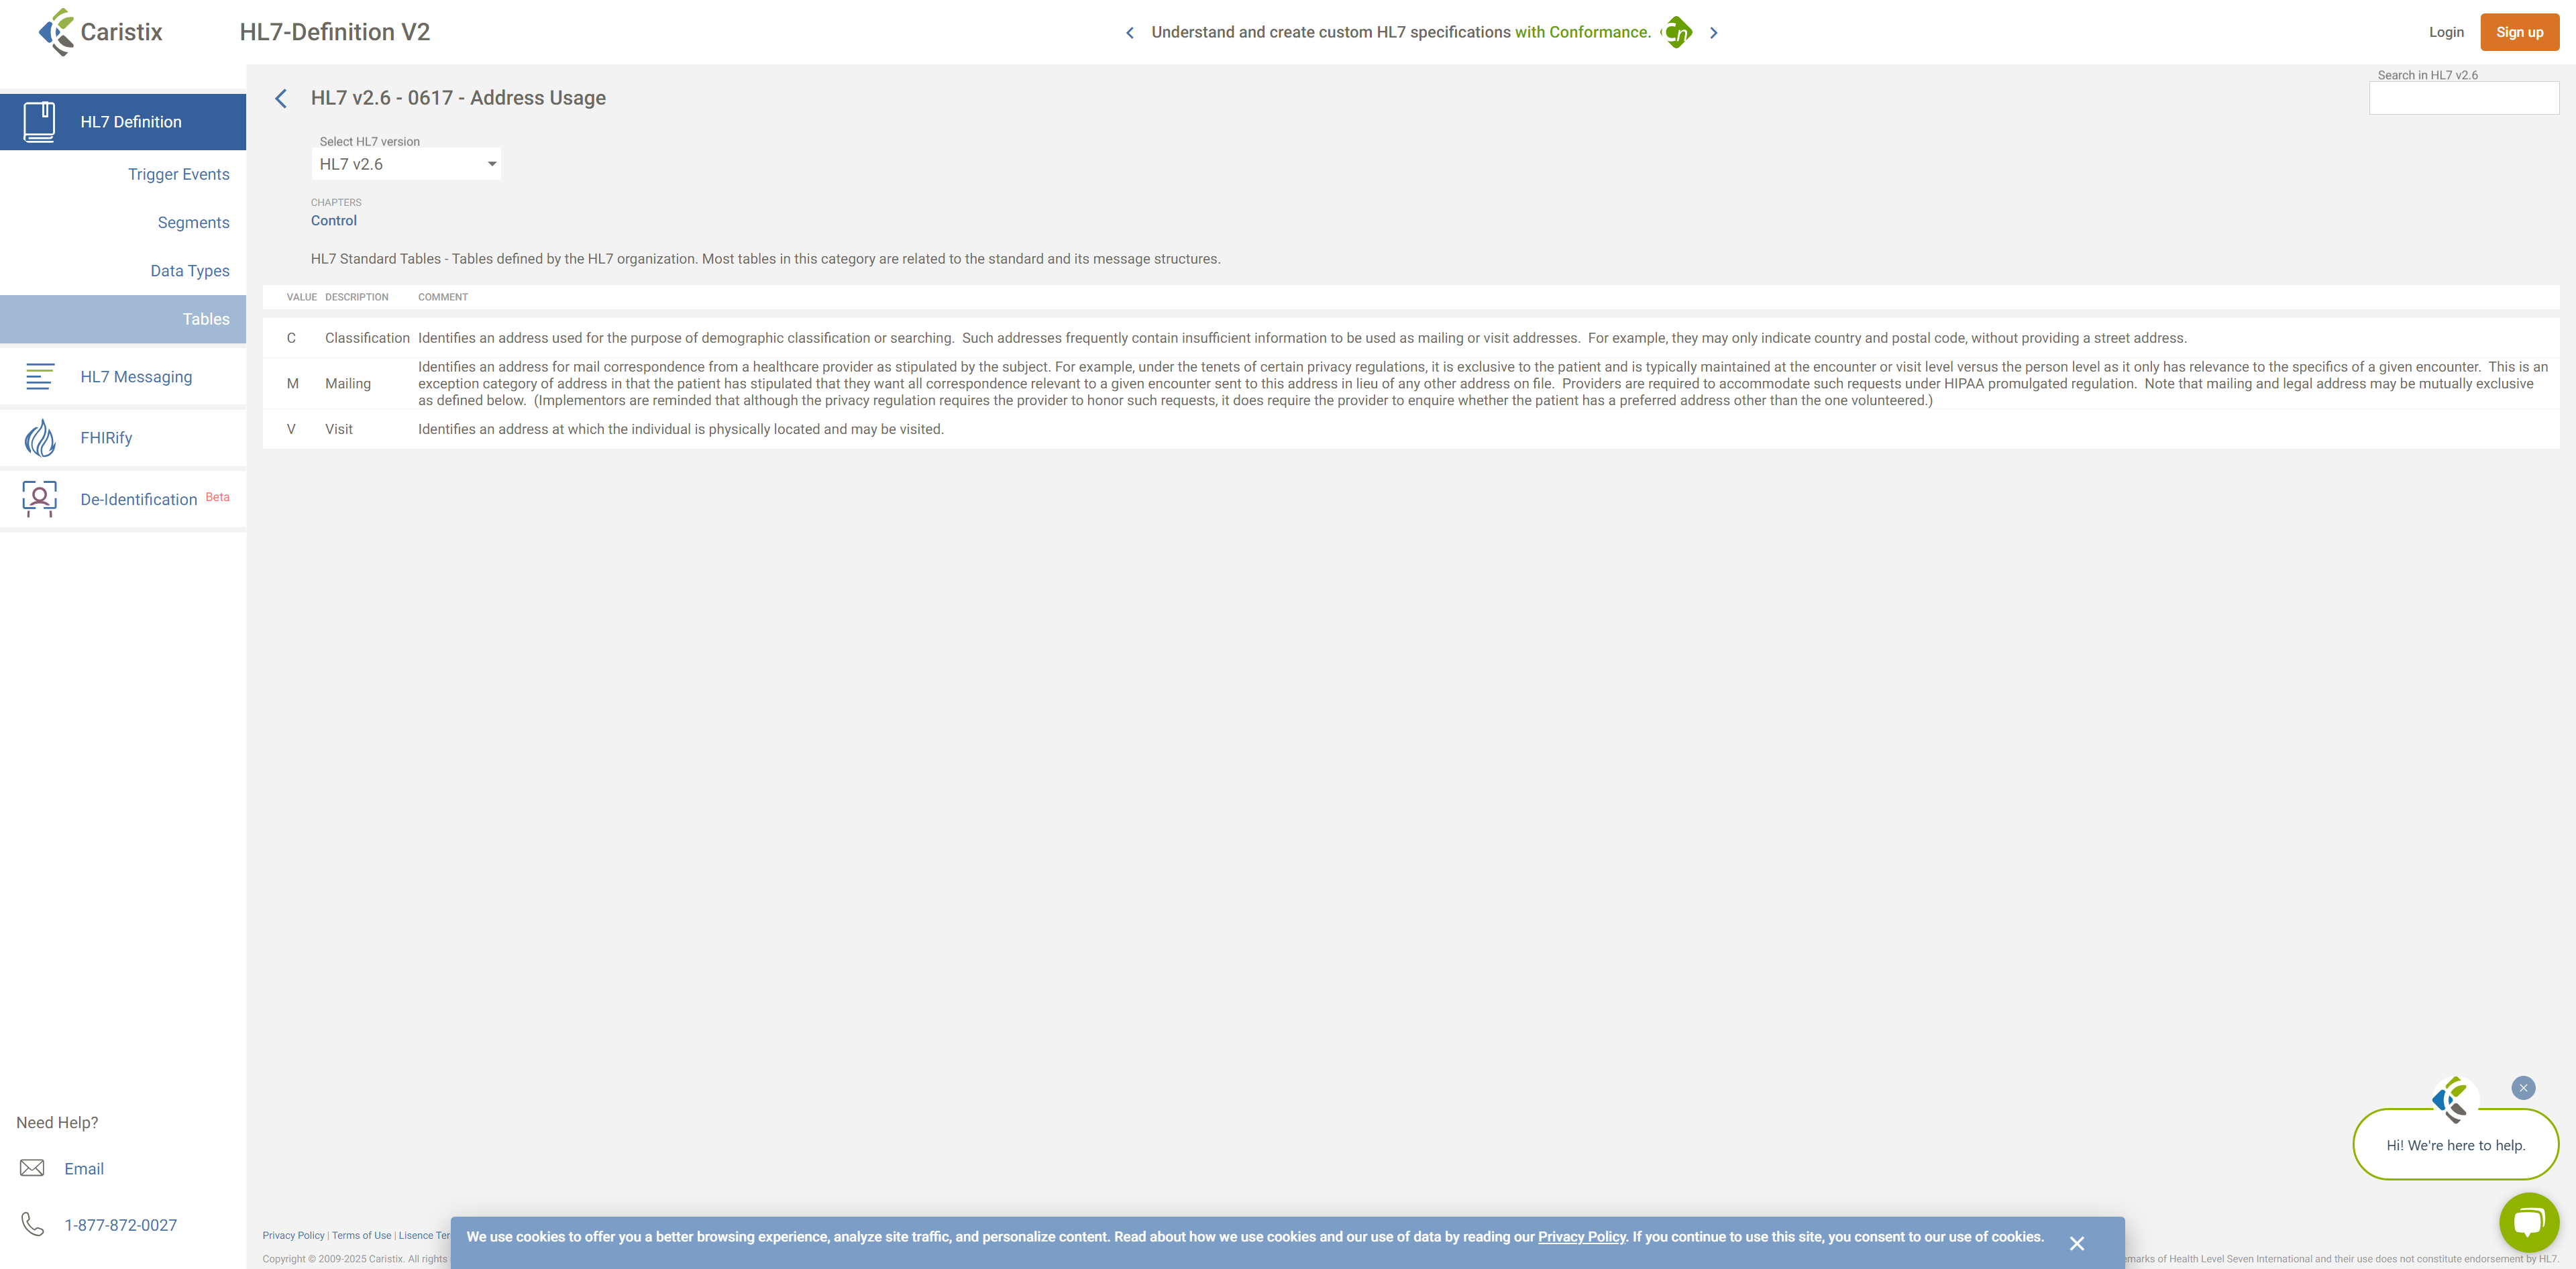 Caristix
HL7-Definition V2
Understand and create custom HL7 specifications with Conformance.
Cn
Login
Sign up
HL7 Definition
Trigger Events
Segments
Data Types
Tables
HL7 Messaging
FHIRify
De-Identification Beta
Need Help?
Email
1-877-872-0027
HL7 v2.6 - 0617 - Address Usage
Search in HL7 v2.6
Select HL7 version
HL7 v2.6
CHAPTERS
Control
HL7 Standard Tables - Tables defined by the HL7 organization. Most tables in this category are related to the standard and its message structures.
VALUE DESCRIPTION COMMENT
C Classification Identifies an address used for the purpose of demographic classification or searching. Such addresses frequently contain insufficient information to be used as mailing or visit addresses. For example, they may only indicate country and postal code, without providing a street address.
M Mailing Identifies an address for mail correspondence from a healthcare provider as stipulated by the subject. For example, under the tenets of certain privacy regulations, it is exclusive to the patient and is typically maintained at the encounter or visit level versus the person level as it only has relevance to the specifics of a given encounter. This is an
exception category of address in that the patient has stipulated that they want all correspondence relevant to a given encounter sent to this address in lieu of any other address on file. Providers are required to accommodate such requests under HIPAA promulgated regulation. Note that mailing and legal address may be mutually exclusive
as defined below. (Implementors are reminded that although the privacy regulation requires the provider to honor such requests, it does require the provider to enquire whether the patient has a preferred address other than the one volunteered.)
V Visit Identifies an address at which the individual is physically located and may be visited.
Hi! We're here to help.
Privacy Policy | Terms of Use | Lisence Ter
We use cookies to offer you a better browsing experience, analyze site traffic, and personalize content. Read about how we use cookies and our use of data by reading our Privacy Policy. If you continue to use this site, you consent to our use of cookies.
Copyright © 2009-2025 Caristix. All rights
emarks of Health Level Seven International and their use does not constitute endorsement by HL7.